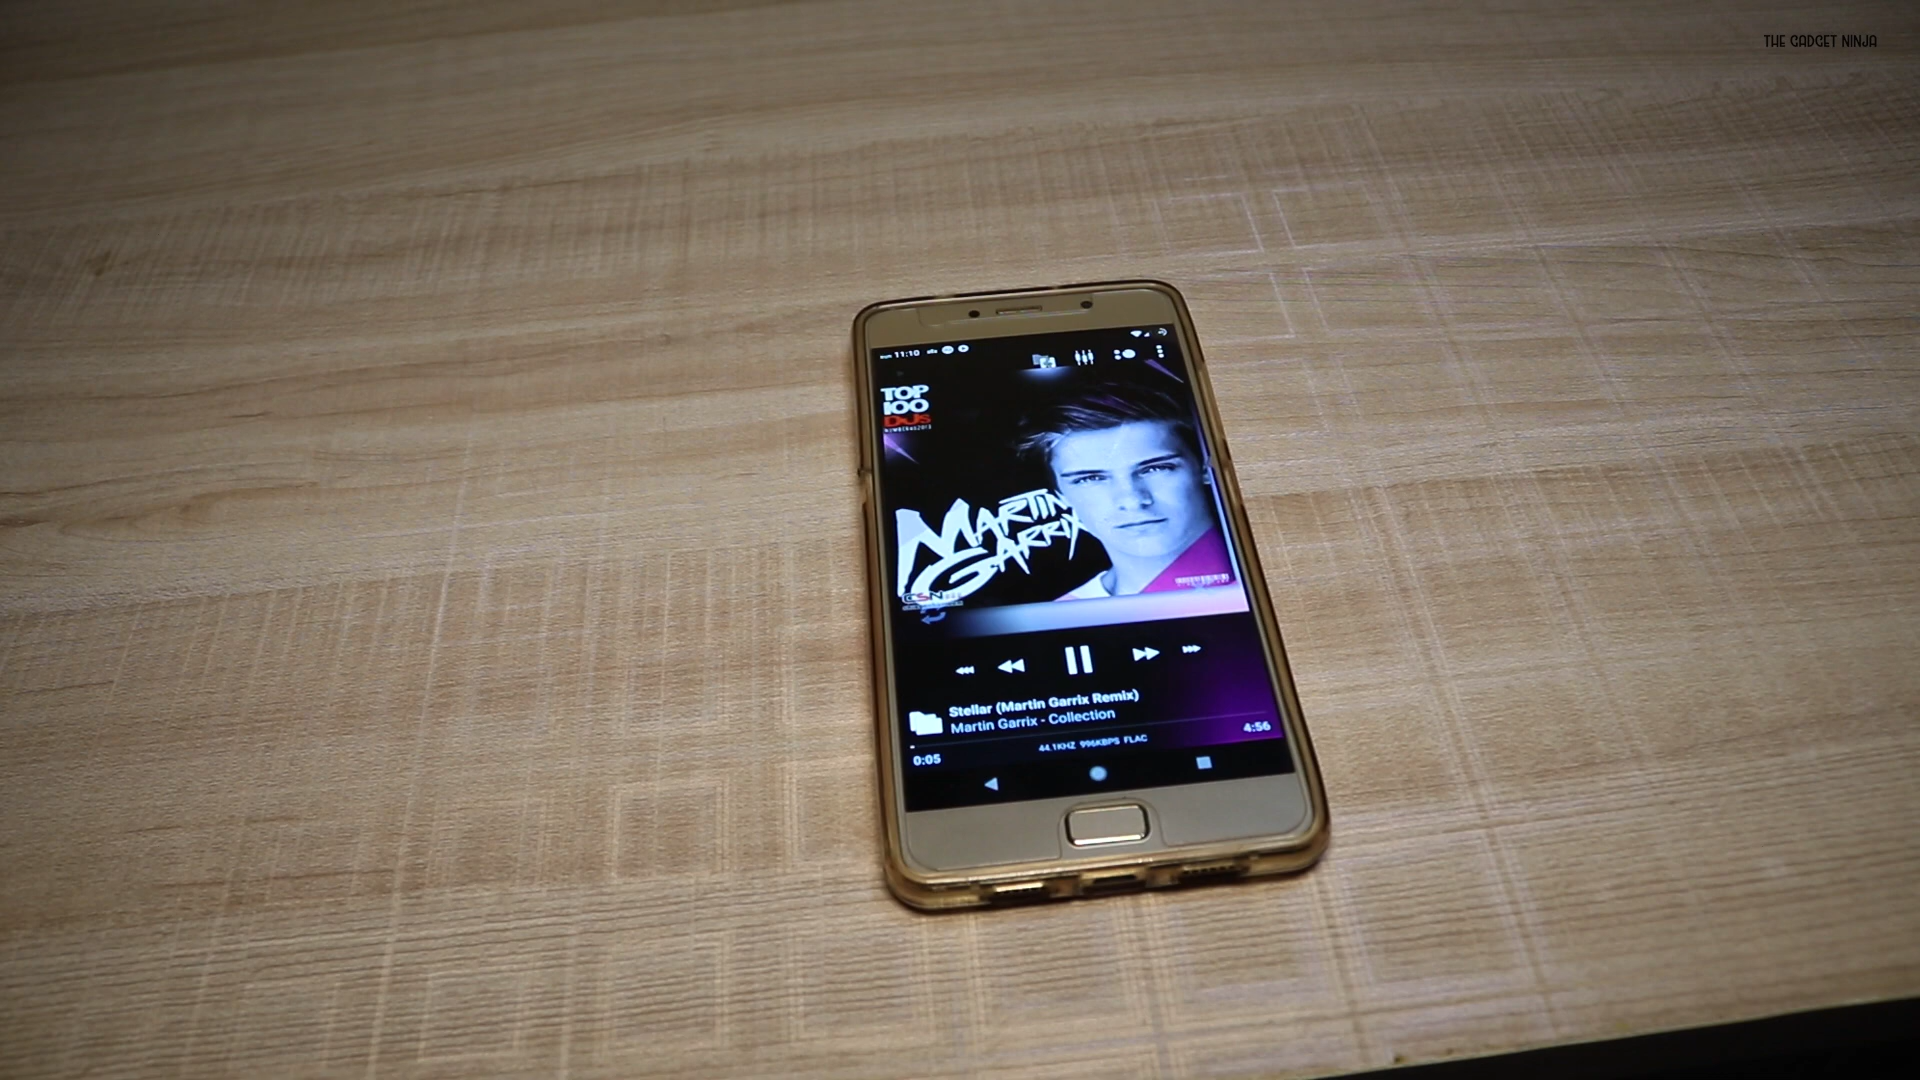 THE GADGET NINJA
11:10
TOP
100
DJs
MARTIN
GARRIX
CSN
Stellar (Martin Garrix Remix)
Martin Garrix - Collection
4:56
44.1KHZ 996KBPS FLAC
0:05